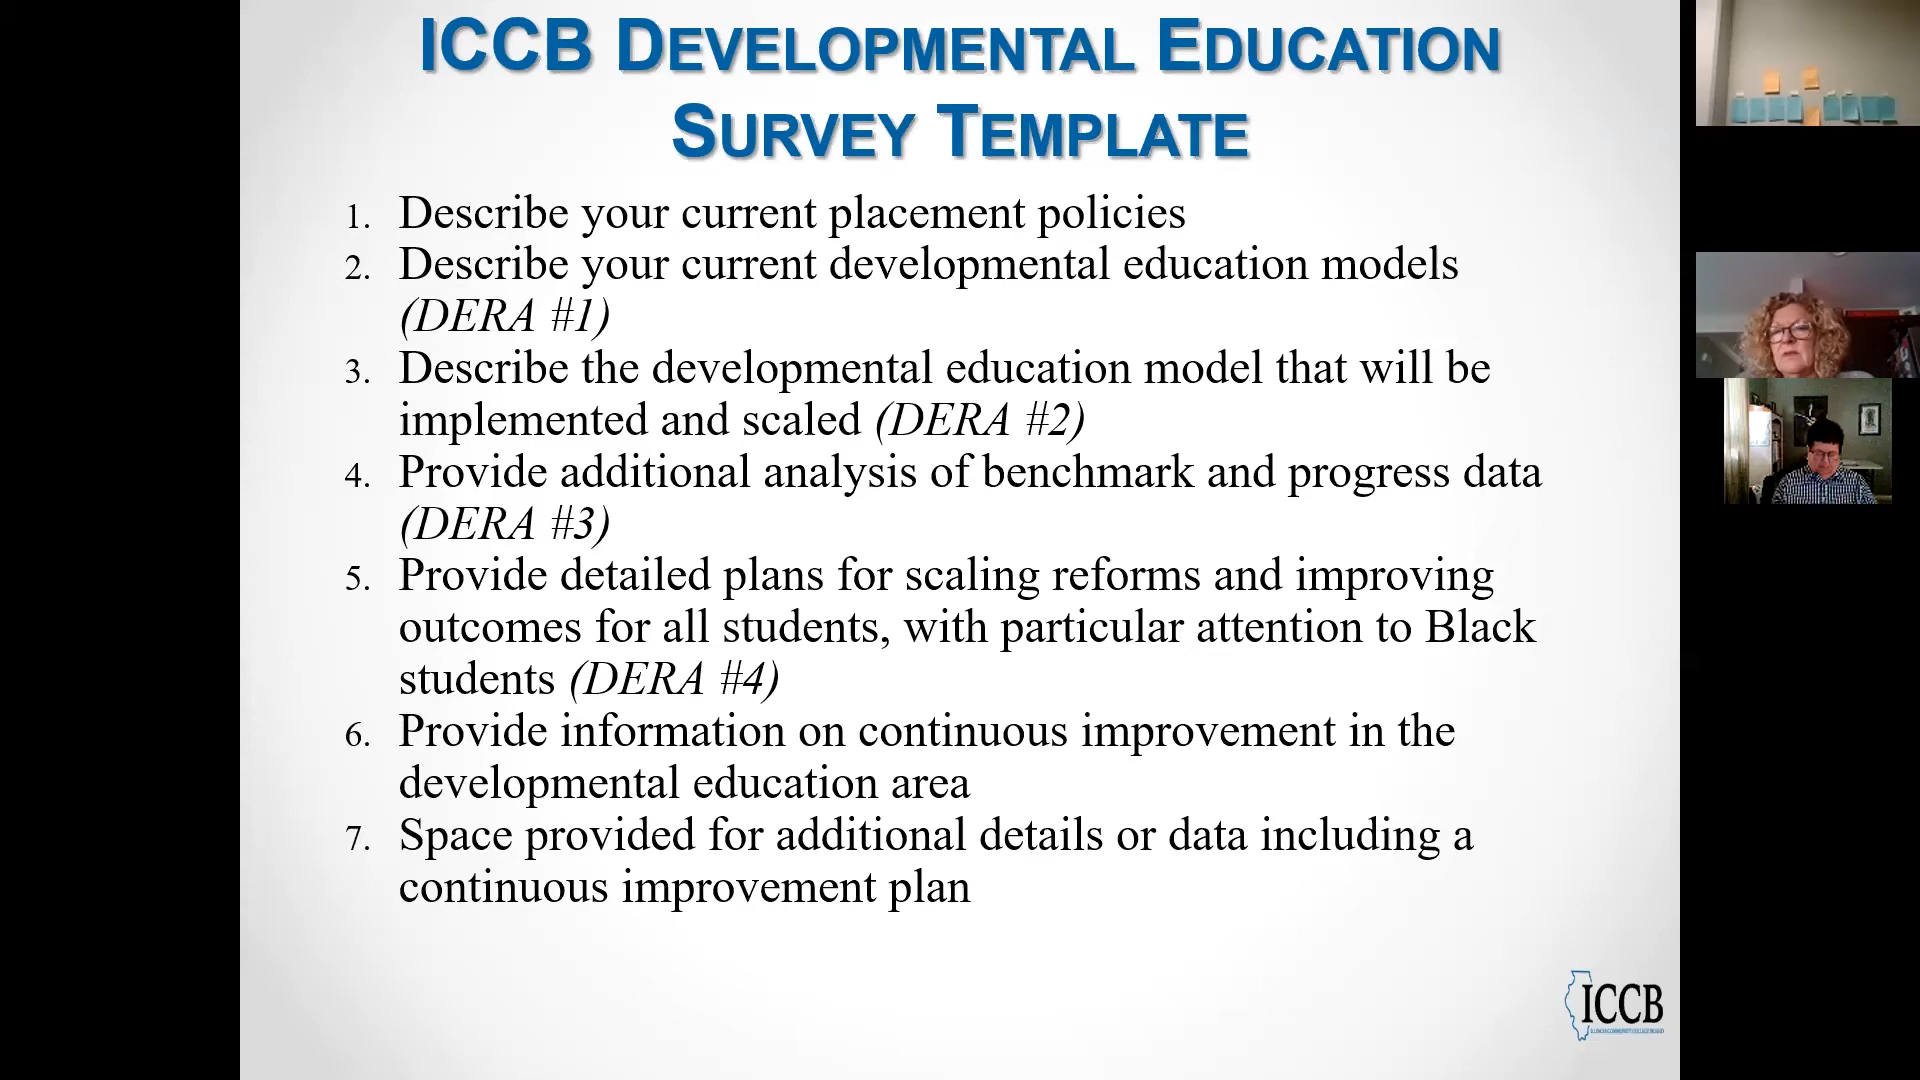 ICCB DEVELOPMENTAL EDUCATION
SURVEY TEMPLATE
1. Describe your current placement policies
2. Describe your current developmental education models
(DERA #1)
3. Describe the developmental education model that will be
implemented and scaled (DERA #2)
4. Provide additional analysis of benchmark and progress data
(DERA #3)
5. Provide detailed plans for scaling reforms and improving
outcomes for all students, with particular attention to Black
students (DERA #4)
6. Provide information on continuous improvement in the
developmental education area
7. Space provided for additional details or data including a
continuous improvement plan
ICCB
ILLINOIS COMMUNITY COLLEGE BOARD